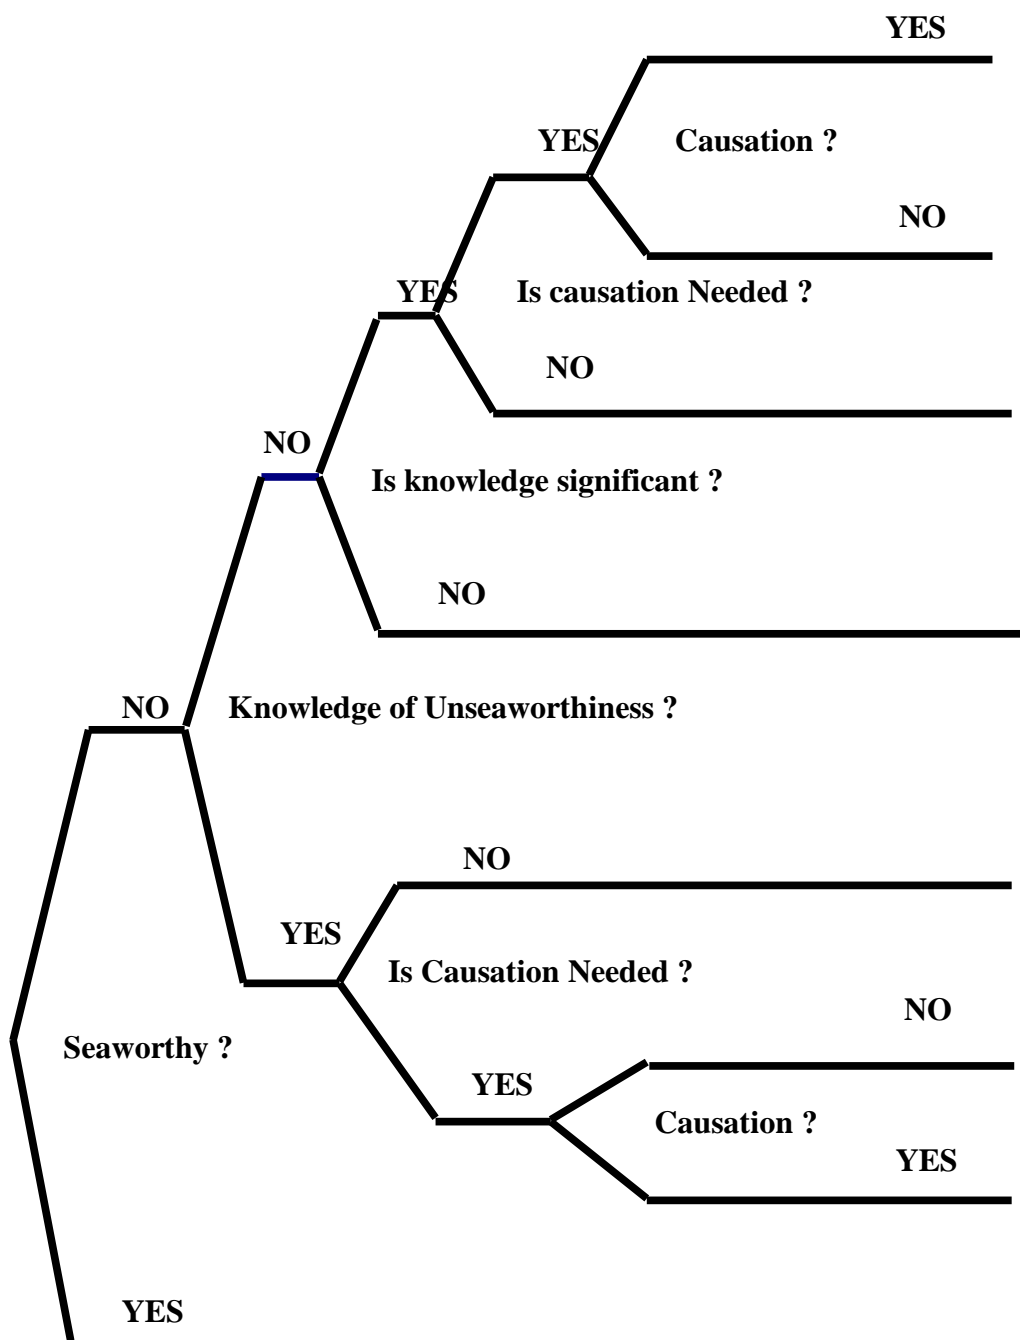 YES
YES
Causation ?
NO
YES
Is causation Needed ?
NO
NO
Is knowledge significant ?
NO
NO
Knowledge of Unseaworthiness ?
NO
YES
Is Causation Needed ?
NO
Seaworthy ?
YES
Causation ?
YES
YES